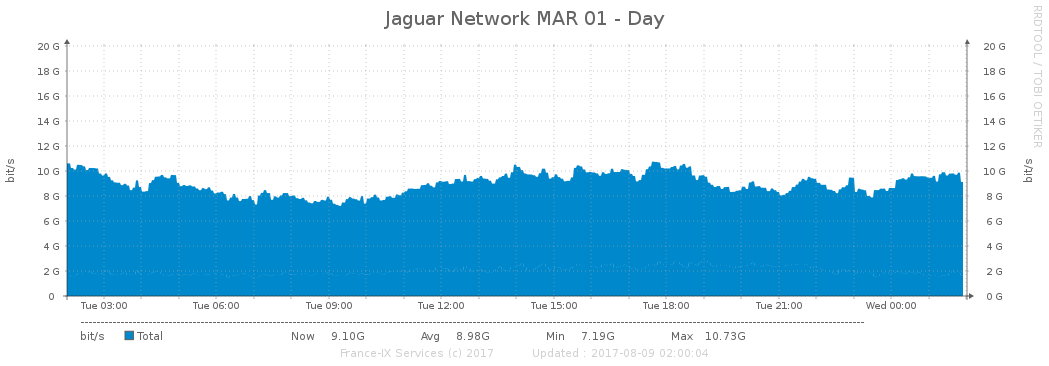 Jaguar Network MAR 01 - Day
RRDTOOL / TOBI OETIKER
bit/s
20 G
18 G
16 G
14 G
12 G
10 G
8 G
6 G
4 G
2 G
0
20 G
18 G
16 G
14 G
12 G
10 G
8 G
6 G
4 G
2 G
0 G
bit/s
Tue 03:00 Tue 06:00 Tue 09:00 Tue 12:00 Tue 15:00 Tue 18:00 Tue 21:00 Wed 00:00
bit/s Total Now 9.10G Avg 8.98G Min 7.19G Max 10.73G
France-IX Services (c) 2017 Updated : 2017-08-09 02:00:04